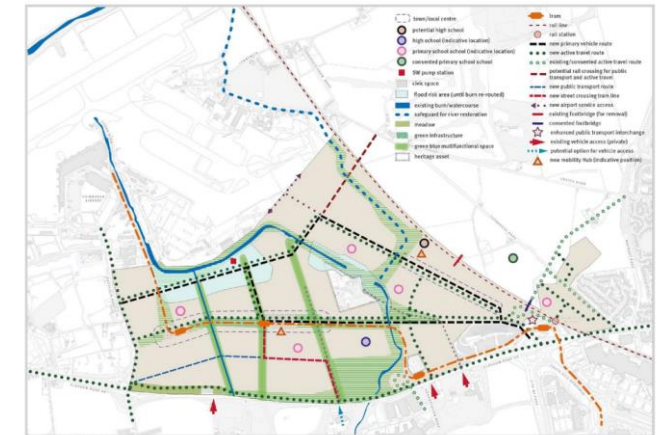 town/local centre
potential high school
high school (indicative location)
primary school school (indicative location)
consented primary school school
SW pump station
civic space
flood risk area (until burn re-routed)
existing burn/watercourse
safeguard for river restoration
meadow
green infrastructure
green blue multifunctional space
heritage asset
tram
rail line
rail station
new primary vehicle route
new active travel route
existing/consented active travel route
potential rail crossing for public
transport and active travel
new public transport route
new street crossing tram line
new airport service access
existing footbridge (for removal)
consented footbridge
enhanced public transport interchange
existing vehicle access (private)
potential option for vehicle access
new mobility Hub (indicative position)